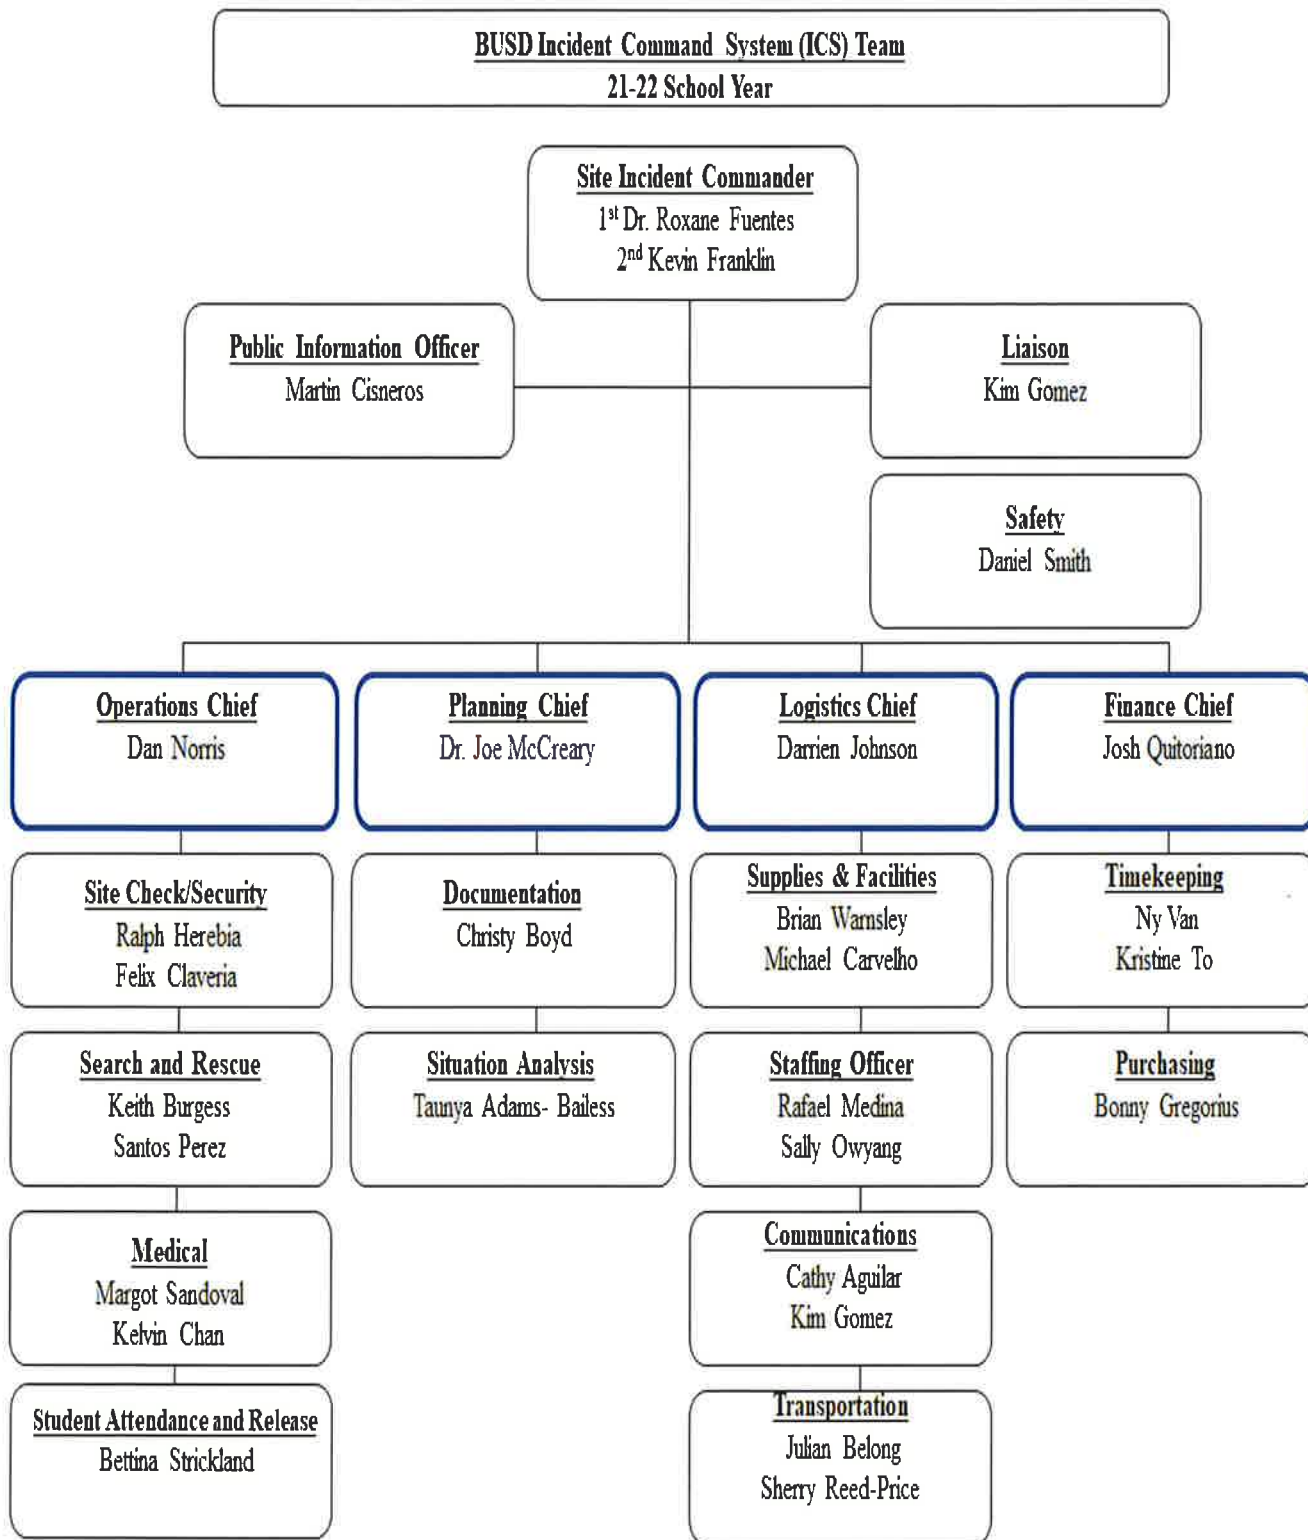 BUSD Incident Command System (ICS) Team
21-22 School Year
Site Incident Commander
1st Dr. Roxane Fuentes
2nd Kevin Franklin
Public Information Officer
Martin Cisneros
Liaison
Kim Gomez
Safety
Daniel Smith
Operations Chief
Dan Norris
Planning Chief
Dr. Joe McCreary
Logistics Chief
Darrien Johnson
Finance Chief
Josh Quitoriano
Site Check/Security
Ralph Herebia
Felix Claveria
Documentation
Christy Boyd
Supplies & Facilities
Brian Wamsley
Michael Carvelho
Timekeeping
Ny Van
Kristine To
Search and Rescue
Keith Burgess
Santos Perez
Situation Analysis
Taunya Adams- Bailess
Staffing Officer
Rafael Medina
Sally Owyang
Purchasing
Bonny Gregorius
Medical
Margot Sandoval
Kelvin Chan
Communications
Cathy Aguilar
Kim Gomez
Student Attendance and Release
Bettina Strickland
Transportation
Julian Belong
Sherry Reed-Price